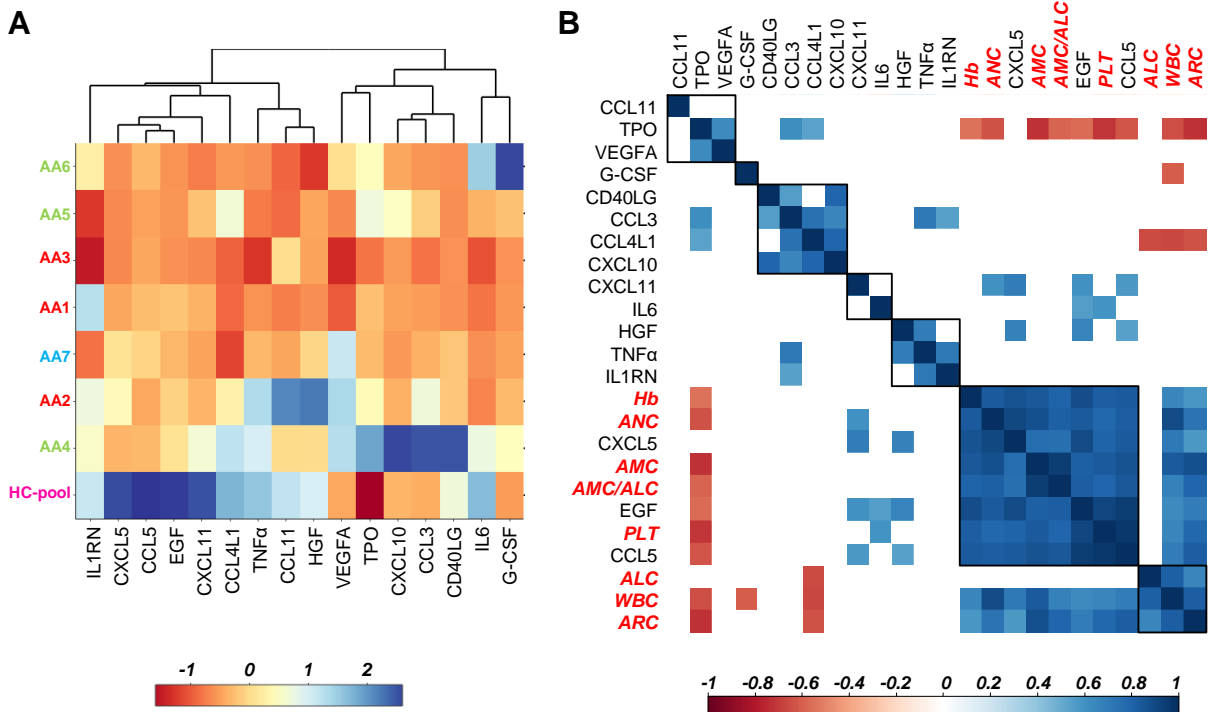 A
B
CCL11
TPO
VEGFA
G-CSF
CD40LG
CCL3
CCL4L1
CXCL10
CXCL11
IL6
HGF
TNFα
IL1RN
Hb
ANC
CXCL5
AMC
AMC/ALC
EGF
PLT
CCL5
ALC
WBC
ARC
AA6
AA5
AA3
AA1
AA7
AA2
AA4
HC-pool
IL1RN
CXCL5
CCL5
EGF
CXCL11
CCL4L1
TNFα
CCL11
HGF
VEGFA
TPO
CXCL10
CCL3
CD40LG
IL6
G-CSF
-1 0 1 2
CCL11
TPO
VEGFA
G-CSF
CD40LG
CCL3
CCL4L1
CXCL10
CXCL11
IL6
HGF
TNFα
IL1RN
Hb
ANC
CXCL5
AMC
AMC/ALC
EGF
PLT
CCL5
ALC
WBC
ARC
-1 -0.8 -0.6 -0.4 -0.2 0 0.2 0.4 0.6 0.8 1